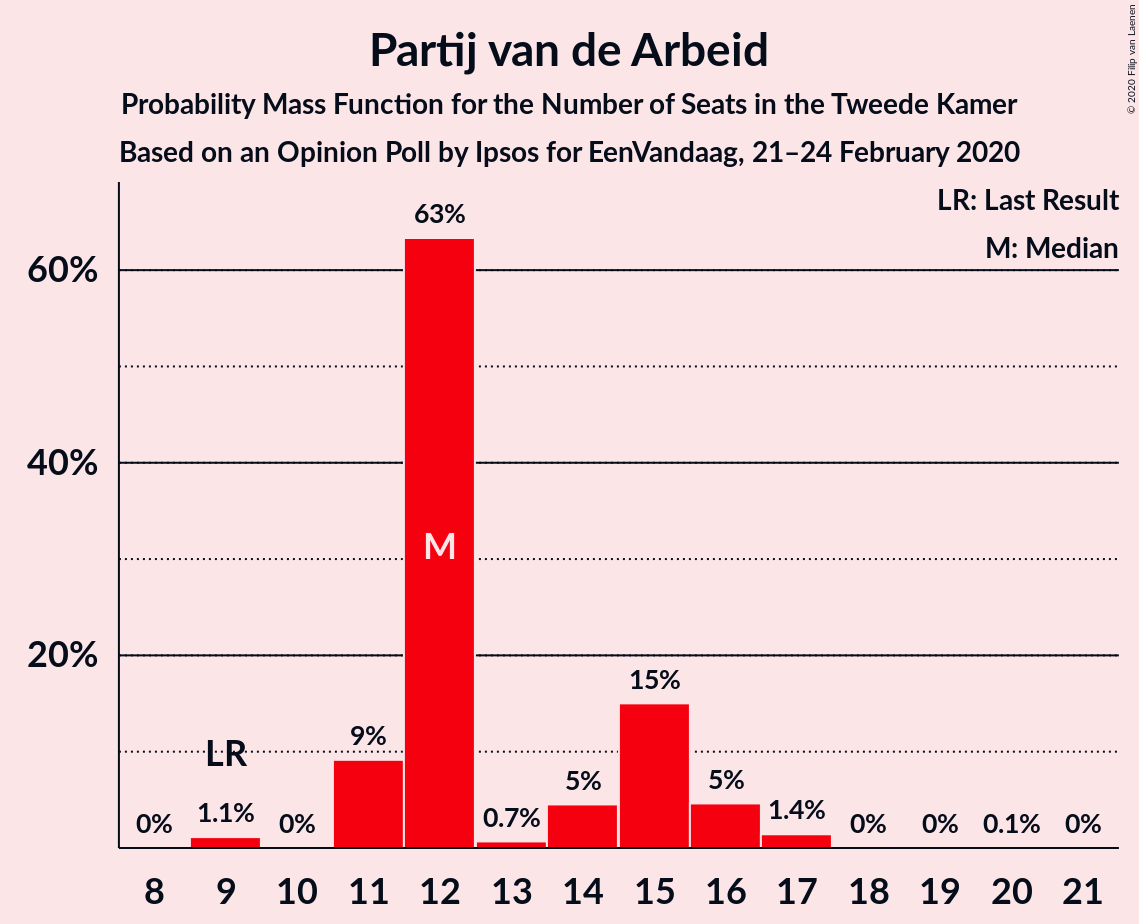 Partij van de Arbeid
Probability Mass Function for the Number of Seats in the Tweede Kamer
Based on an Opinion Poll by Ipsos for EenVandaag, 21–24 February 2020
© 2020 Filip van Laenen
LR: Last Result
M: Median
60%
40%
20%
63%
M
LR
0%
1.1%
0%
9%
0.7%
5%
15%
5%
1.4%
0%
0%
0.1%
0%
8 9 10 11 12 13 14 15 16 17 18 19 20 21